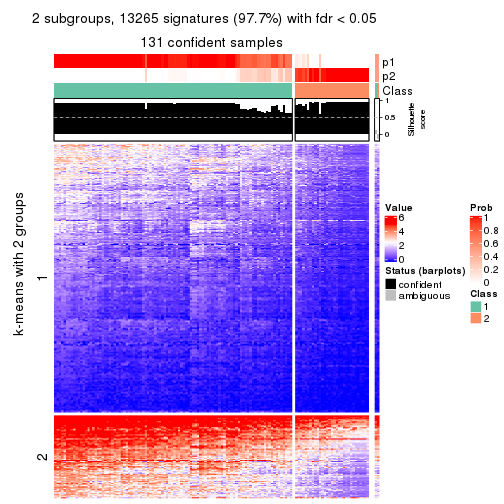 2 subgroups, 13265 signatures (97.7%) with fdr < 0.05
131 confident samples
p1
p2
Class
1
0.5
0
Silhouette
score
k-means with 2 groups
1
2
Value
6
4
2
0
Status (barplots)
confident
ambiguous
Prob
1
0.8
0.6
0.4
0.2
0
Class
1
2